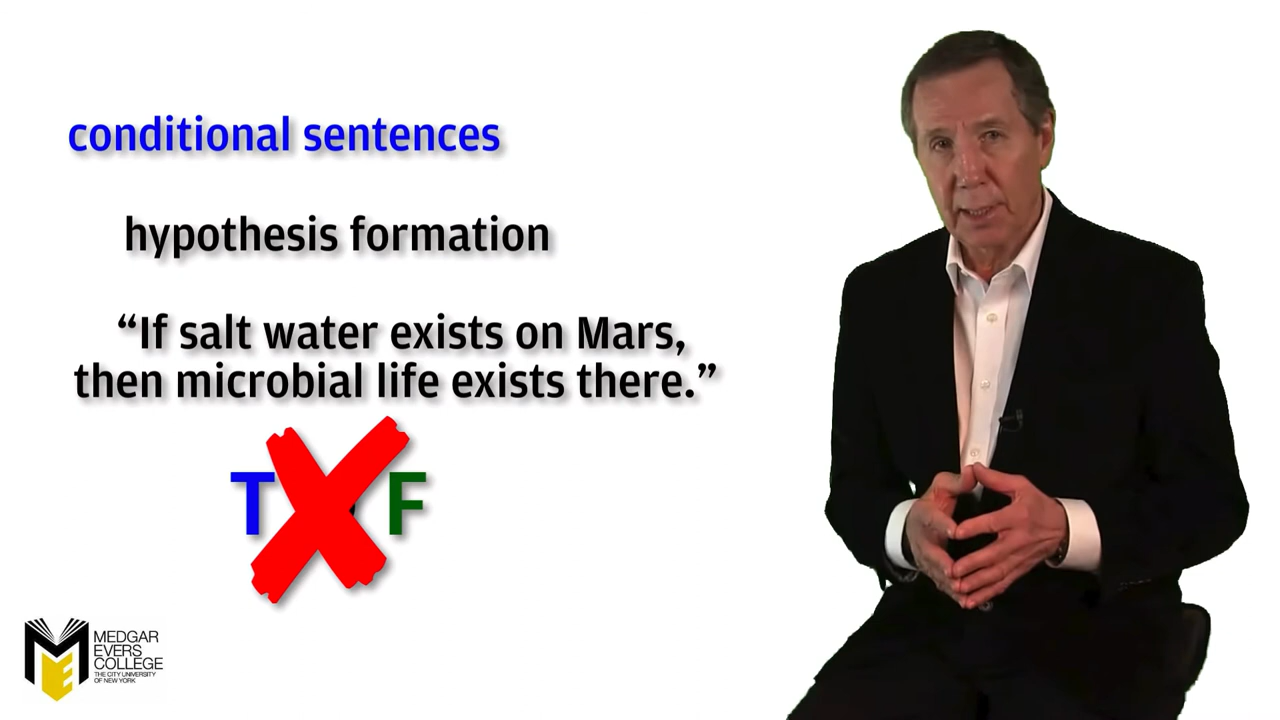 conditional sentences
hypothesis formation
“If salt water exists on Mars,
then microbial life exists there.”
T F
ME
MEDGAR
EVERS
COLLEGE
THE CITY UNIVERSITY
OF NEW YORK